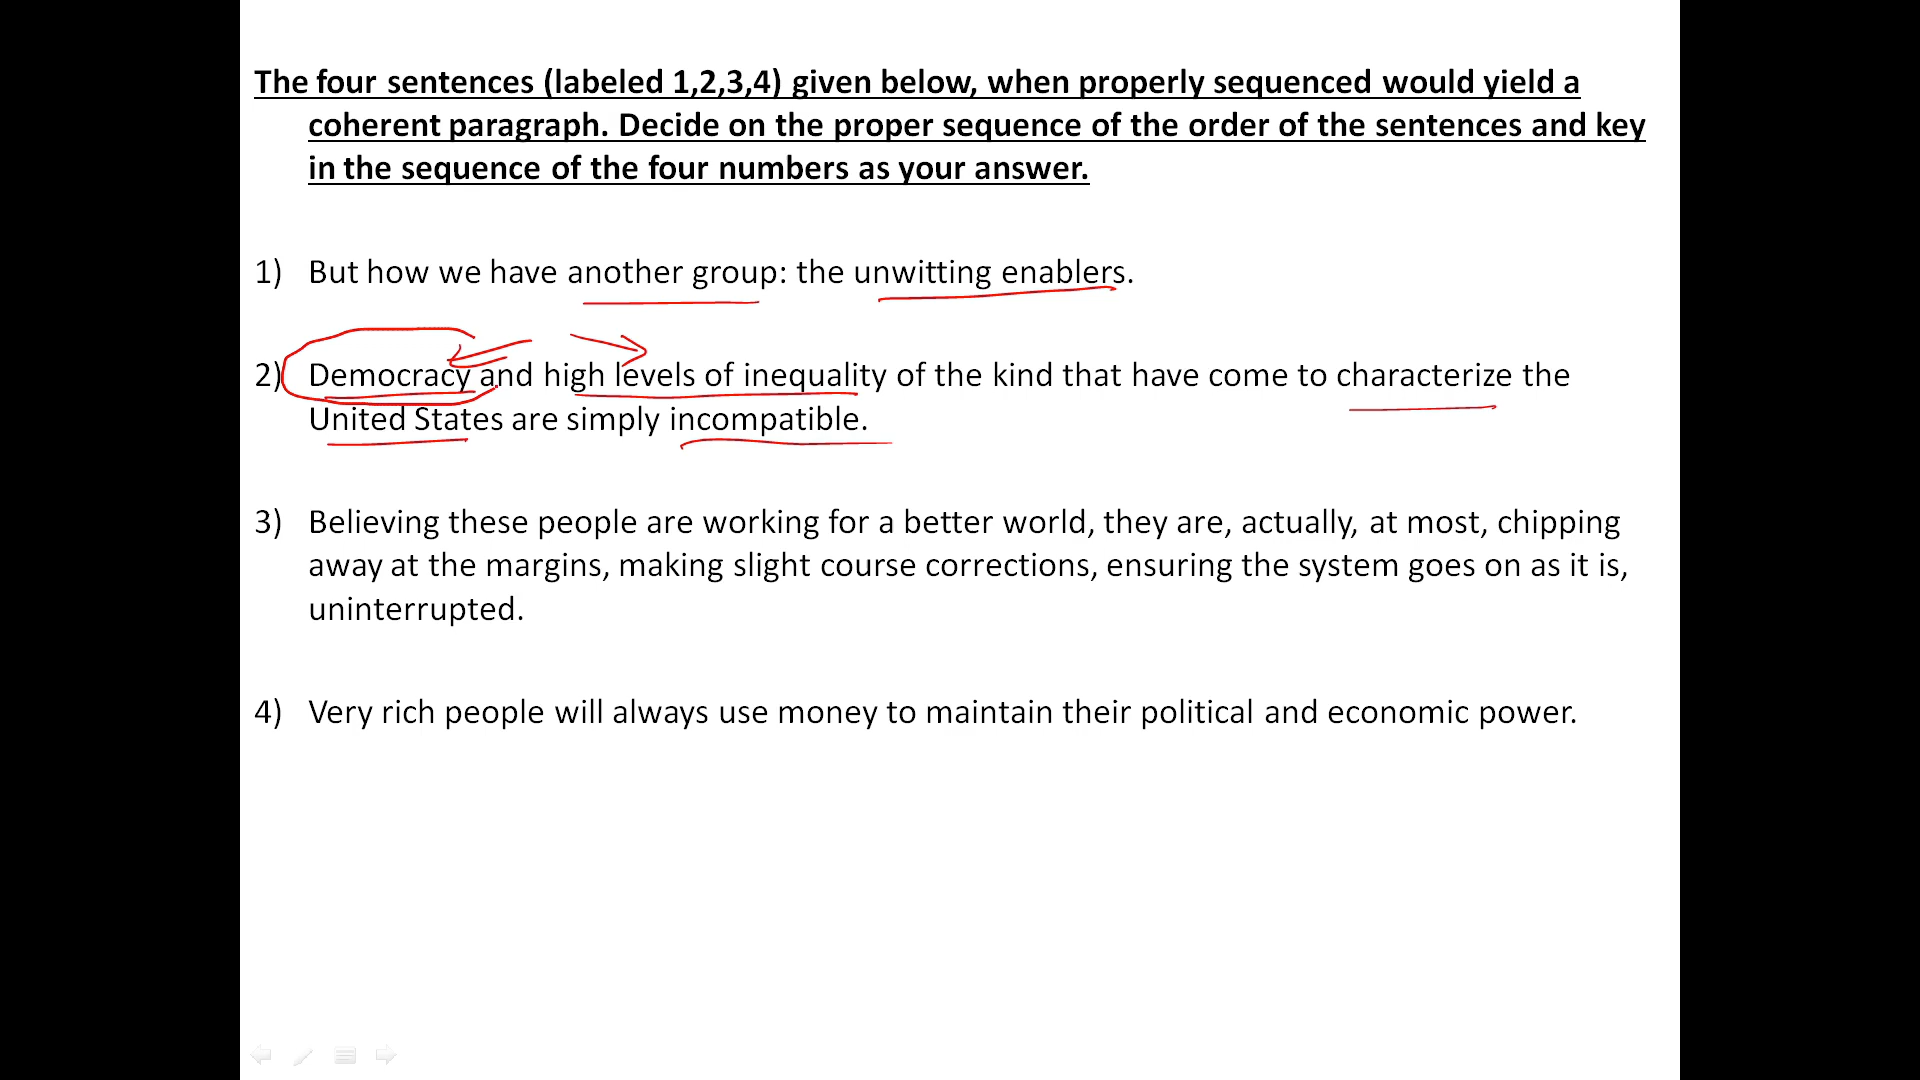 The four sentences (labeled 1,2,3,4) given below, when properly sequenced would yield a
coherent paragraph. Decide on the proper sequence of the order of the sentences and key
in the sequence of the four numbers as your answer.
1) But how we have another group: the unwitting enablers.
2) Democracy and high levels of inequality of the kind that have come to characterize the
United States are simply incompatible.
3) Believing these people are working for a better world, they are, actually, at most, chipping
away at the margins, making slight course corrections, ensuring the system goes on as it is,
uninterrupted.
4) Very rich people will always use money to maintain their political and economic power.